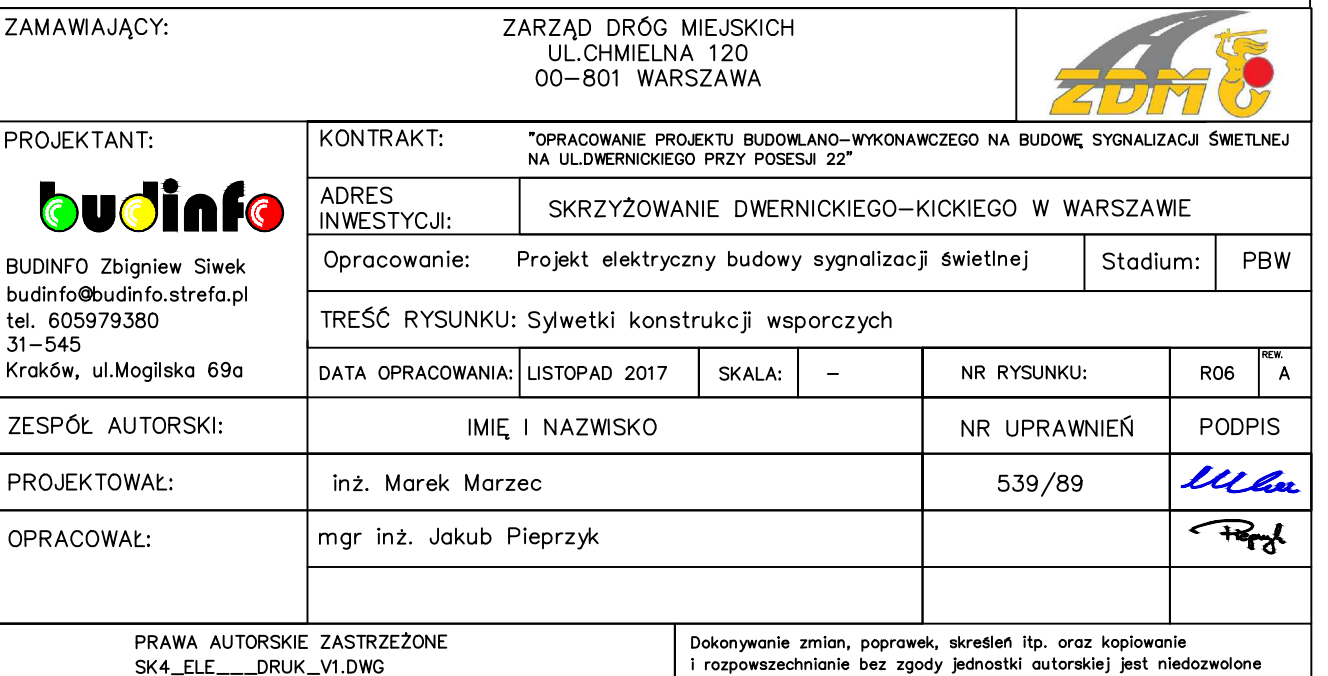 ZAMAWIAJĄCY:
ZARZĄD DRÓG MIEJSKICH
UL.CHMIELNA 120
00-801 WARSZAWA
ZDM
PROJEKTANT:
budinfo
BUDINFO Zbigniew Siwek
budinfo@budinfo.strefa.pl
tel. 605979380
31-545
Kraków, ul.Mogilska 69a
KONTRAKT:
"OPRACOWANIE PROJEKTU BUDOWLANO-WYKONAWCZEGO NA BUDOWĘ SYGNALIZACJI ŚWIETLNEJ
NA UL.DWERNICKIEGO PRZY POSESJI 22"
ADRES
INWESTYCJI:
SKRZYŻOWANIE DWERNICKIEGO-KICKIEGO W WARSZAWIE
Opracowanie: Projekt elektryczny budowy sygnalizacji świetlnej
Stadium: PBW
TREŚĆ RYSUNKU: Sylwetki konstrukcji wsporczych
DATA OPRACOWANIA: LISTOPAD 2017 SKALA: - NR RYSUNKU: R06 REW. A
ZESPÓŁ AUTORSKI: IMIĘ I NAZWISKO NR UPRAWNIEŃ PODPIS
PROJEKTOWAŁ: inż. Marek Marzec 539/89
OPRACOWAŁ: mgr inż. Jakub Pieprzyk
PRAWA AUTORSKIE ZASTRZEŻONE
SK4_ELE___DRUK_V1.DWG
Dokonywanie zmian, poprawek, skreśleń itp. oraz kopiowanie
i rozpowszechnianie bez zgody jednostki autorskiej jest niedozwolone